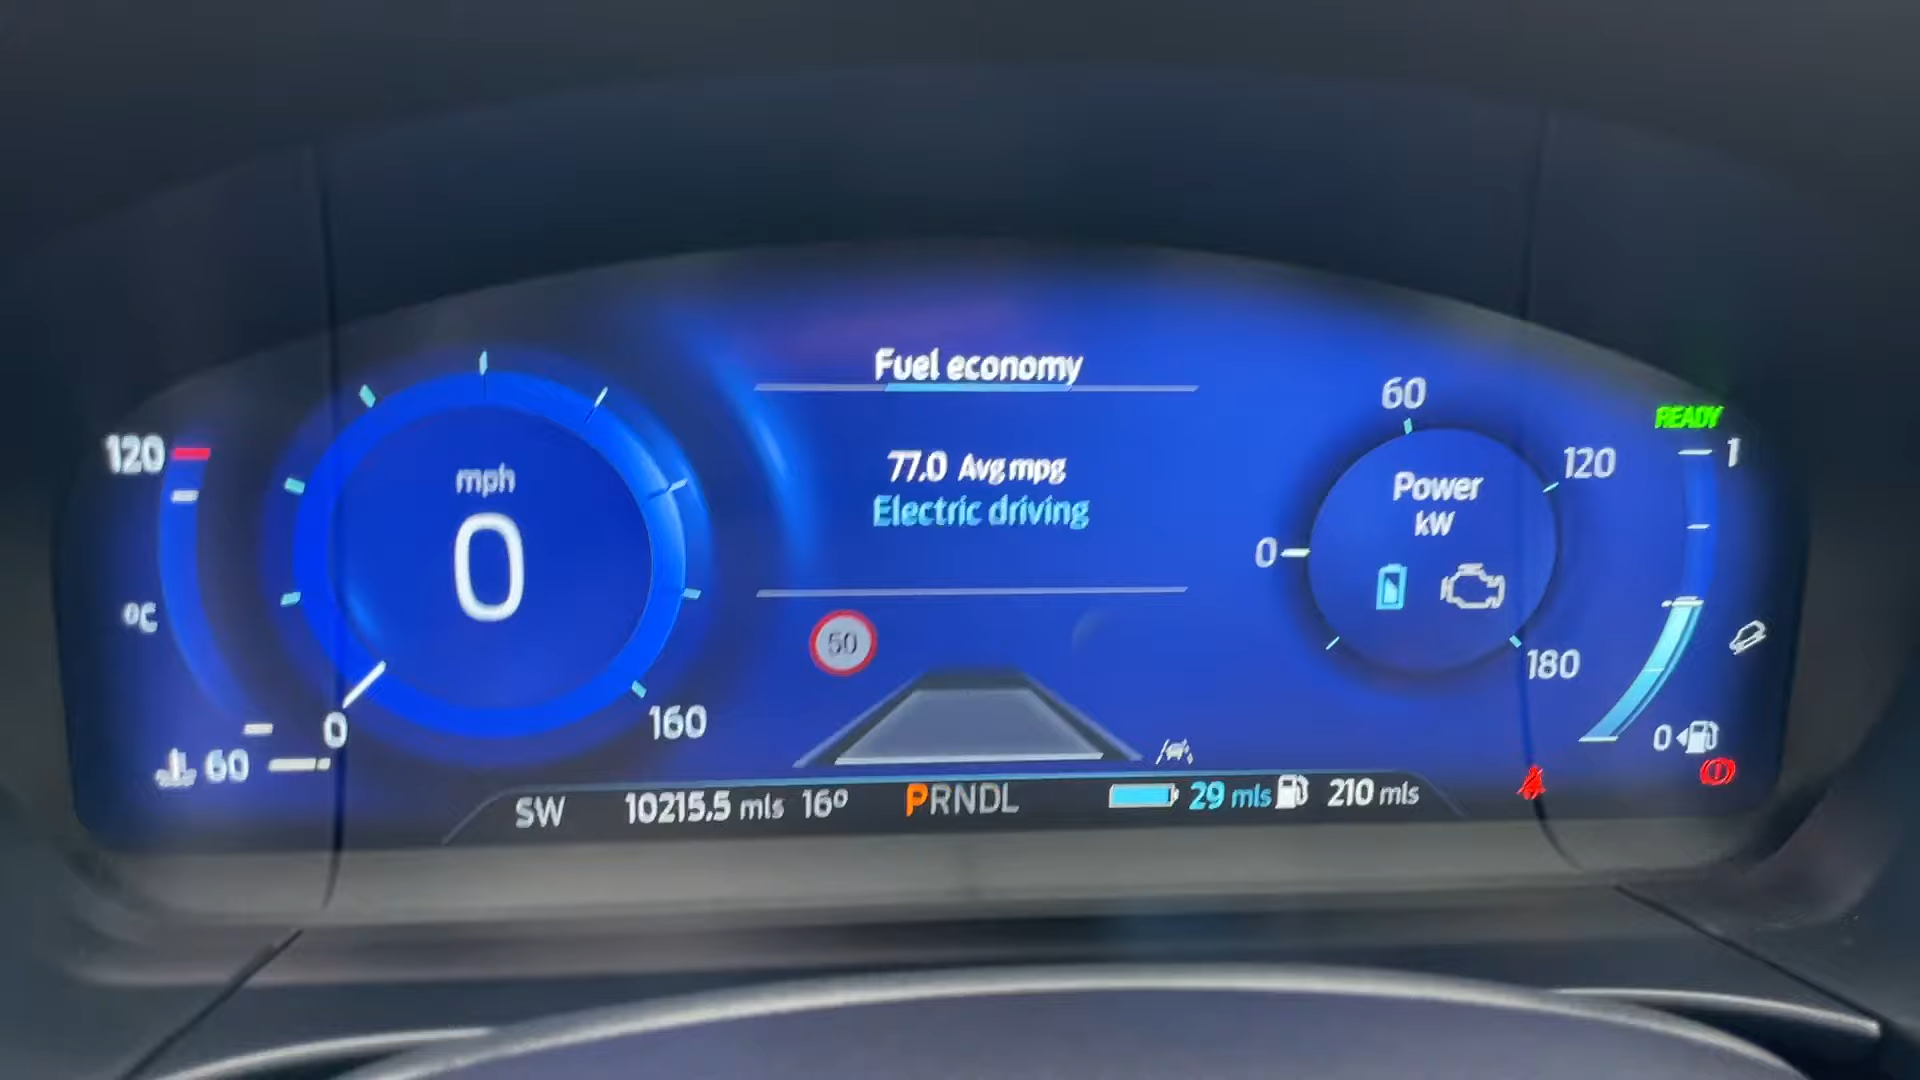 Fuel economy
77.0 Avg mpg
Electric driving
120
°C
60
mph
0
0
160
50
60
0
120
180
Power
kW
READY
1
0
SW 10215.5 mls 16° PRNDL 29 mls 210 mls